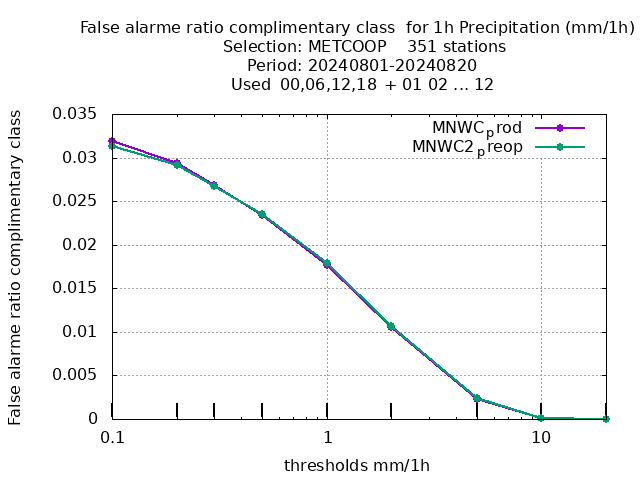 False alarme ratio complimentary class  for 1h Precipitation (mm/1h)
Selection: METCOOP    351 stations
Period: 20240801-20240820
Used 00,06,12,18 + 01 02 ... 12
MNWCprod
MNWC2preop
False alarme ratio complimentary class
0.035
0.03
0.025
0.02
0.015
0.01
0.005
0
0.1 1 10
thresholds mm/1h